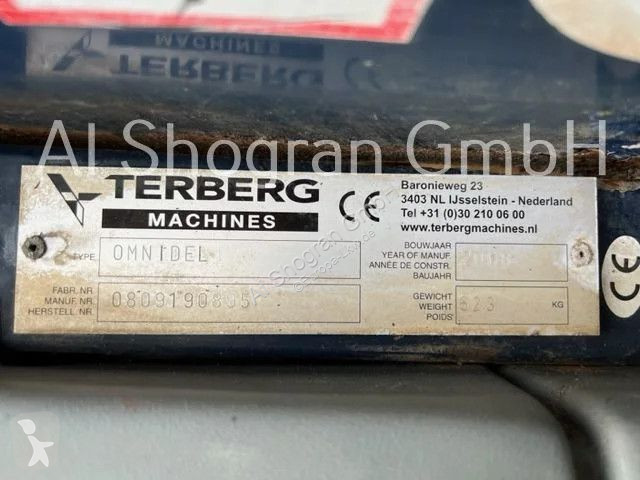 MACHINES
TERBERG CE
Al Shogran GmbH
TERBERG CE
MACHINES
Baronieweg 23
3403 NL IJsselstein - Nederland
Tel +31 (0)30 210 06 00
www.terbergmachines.nl
TYPE OMNIDEL
BOUWJAAR
YEAR OF MANUF.
ANNÉE DE CONSTR.
BAUJAHR
FABR. NR
MANUF. NR
HERSTELL. NR
GEWICHT
WEIGHT
POIDS
KG
CE